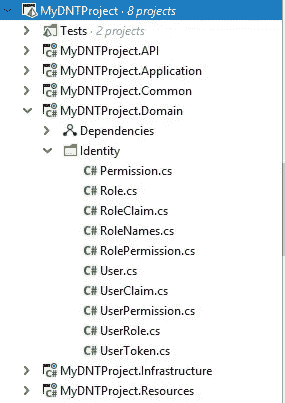 MyDNTProject · 8 projects
Tests · 2 projects
C# MyDNTProject.API
C# MyDNTProject.Application
C# MyDNTProject.Common
C# MyDNTProject.Domain
Dependencies
Identity
C# Permission.cs
C# Role.cs
C# RoleClaim.cs
C# RoleNames.cs
C# RolePermission.cs
C# User.cs
C# UserClaim.cs
C# UserPermission.cs
C# UserRole.cs
C# UserToken.cs
C# MyDNTProject.Infrastructure
C# MyDNTProject.Resources